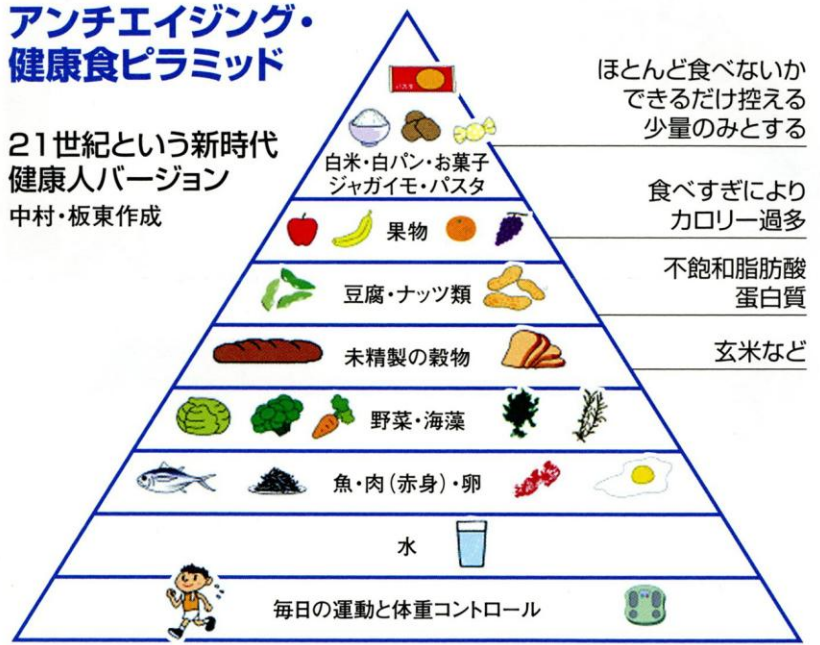 アンチエイジング・
健康食ピラミッド
21世紀という新時代
健康人バージョン
中村・板東作成
パスタ
白米・白パン・お菓子
ジャガイモ・パスタ
ほとんど食べないか
できるだけ控える
少量のみとする
果物
食べすぎにより
カロリー過多
豆腐・ナッツ類
不飽和脂肪酸
蛋白質
未精製の穀物
玄米など
野菜・海藻
魚・肉(赤身)・卵
水
毎日の運動と体重コントロール